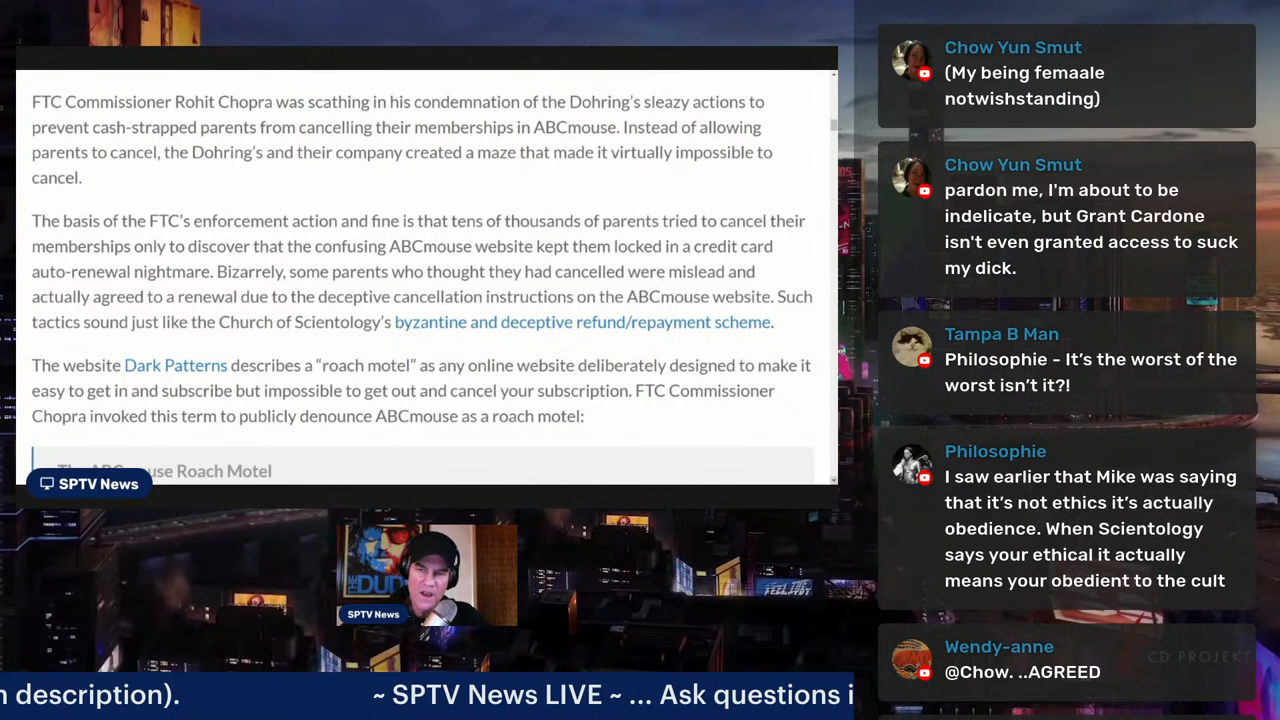 FTC Commissioner Rohit Chopra was scathing in his condemnation of the Dohring's sleazy actions to
prevent cash-strapped parents from cancelling their memberships in ABCmouse. Instead of allowing
parents to cancel, the Dohring's and their company created a maze that made it virtually impossible to
cancel.
The basis of the FTC's enforcement action and fine is that tens of thousands of parents tried to cancel their
memberships only to discover that the confusing ABCmouse website kept them locked in a credit card
auto-renewal nightmare. Bizarrely, some parents who thought they had cancelled were mislead and
actually agreed to a renewal due to the deceptive cancellation instructions on the ABCmouse website. Such
tactics sound just like the Church of Scientology's byzantine and deceptive refund/repayment scheme.
The website Dark Patterns describes a “roach motel” as any online website deliberately designed to make it
easy to get in and subscribe but impossible to get out and cancel your subscription. FTC Commissioner
Chopra invoked this term to publicly denounce ABCmouse as a roach motel:
The ABCmouse Roach Motel
SPTV News
THE DUD
SPTV News
FEEL THE
Chow Yun Smut
(My being femaale
notwishstanding)
Chow Yun Smut
pardon me, I'm about to be
indelicate, but Grant Cardone
isn't even granted access to suck
my dick.
Tampa B Man
Philosophie - It's the worst of the
worst isn't it?!
Philosophie
I saw earlier that Mike was saying
that it's not ethics it's actually
obedience. When Scientology
says your ethical it actually
means your obedient to the cult
Wendy-anne
@Chow. ..AGREED
CD PROJEKT
n description). ~ SPTV News LIVE ~ ... Ask questions i